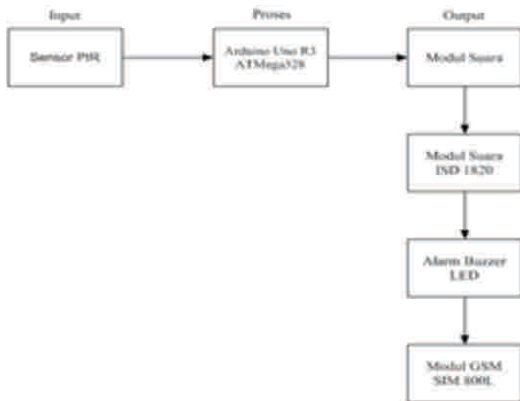 Input
Proses
Output
Sensor PIR
Arduino Uno R3
ATMega328
Modul Suara
Modul Suara
ISD 1820
Alarm Buzzer
LED
Modul GSM
SIM 800L